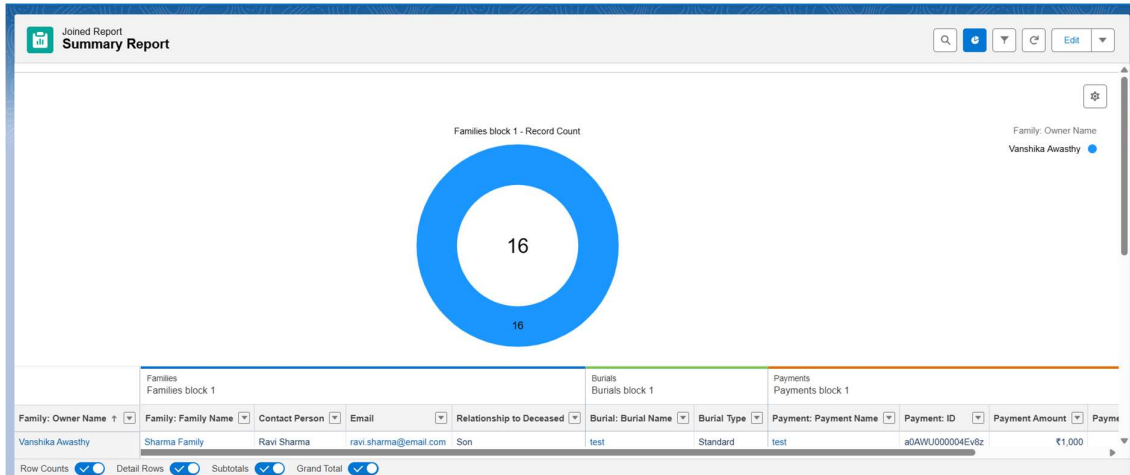 Joined Report
Summary Report
Edit
Families block 1 - Record Count
Family: Owner Name
Vanshika Awasthy
16
16
Families
Families block 1
Burials
Burials block 1
Payments
Payments block 1
Family: Owner Name ↑ Family: Family Name Contact Person Email Relationship to Deceased Burial: Burial Name Burial Type Payment: Payment Name Payment: ID Payment Amount Payme
Vanshika Awasthy Sharma Family Ravi Sharma ravi.sharma@email.com Son test Standard test a0AWU000004Ev8z ₹1,000
Row Counts Detail Rows Subtotals Grand Total